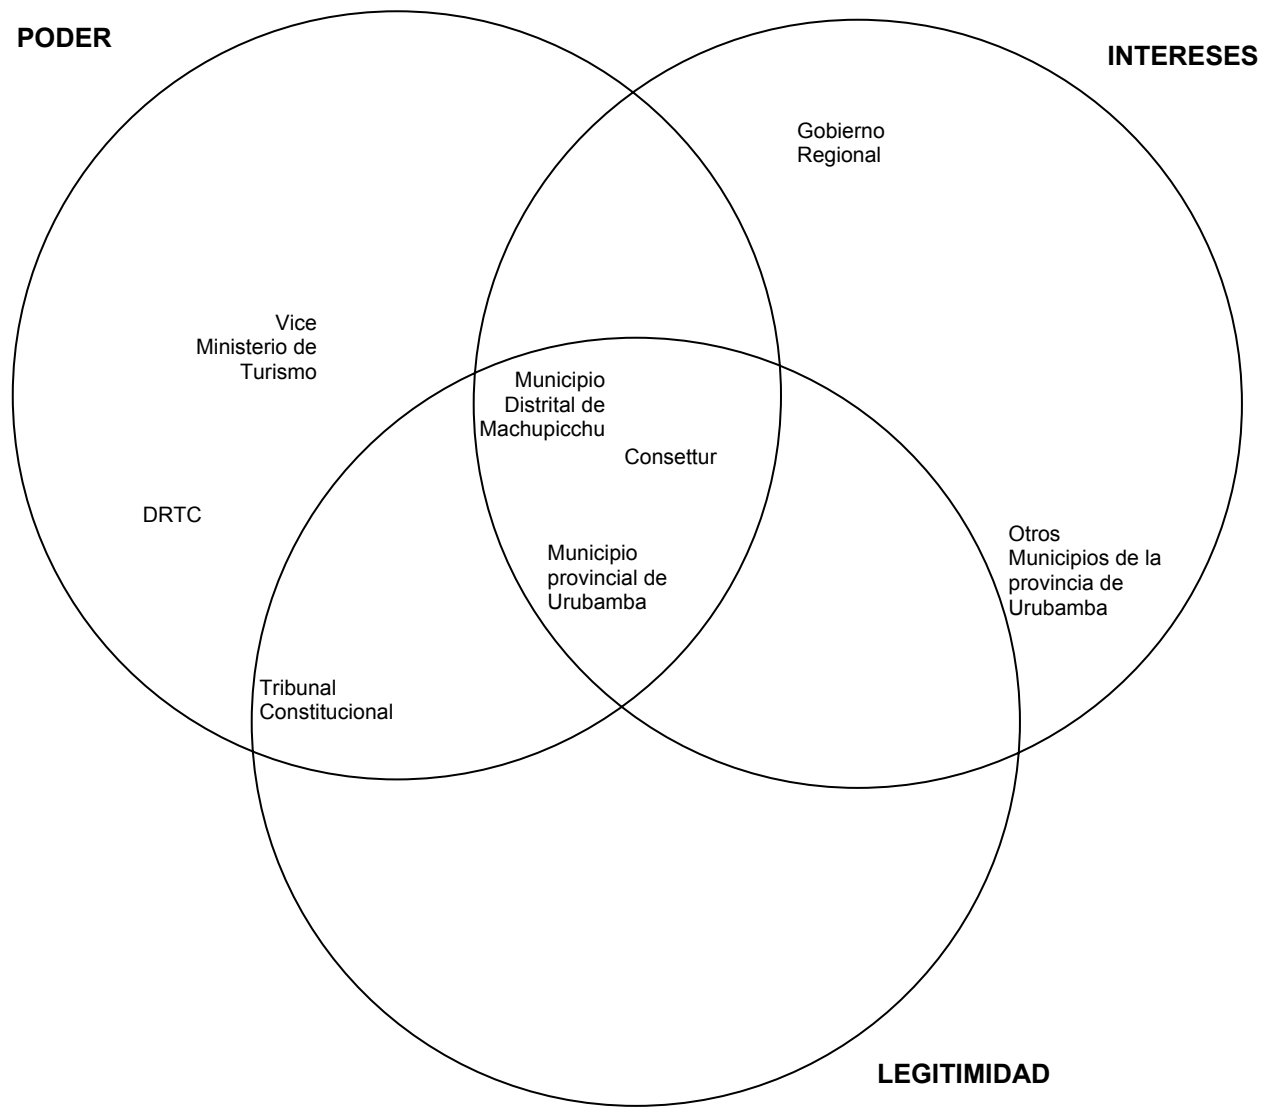 PODER
INTERESES
Gobierno
Regional
Vice
Ministerio de
Turismo
Municipio
Distrital de
Machupicchu
Consettur
DRTC
Otros
Municipios de la
provincia de
Urubamba
Municipio
provincial de
Urubamba
Tribunal
Constitucional
LEGITIMIDAD